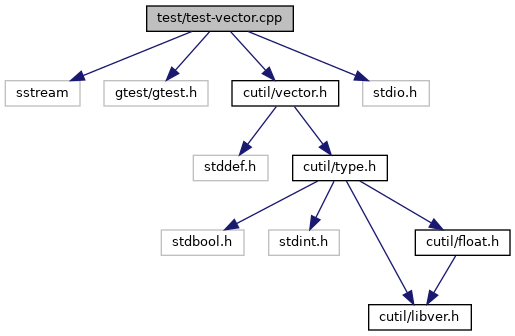 test/test-vector.cpp
sstream
gtest/gtest.h
cutil/vector.h
stdio.h
stddef.h
cutil/type.h
stdbool.h
stdint.h
cutil/float.h
cutil/libver.h